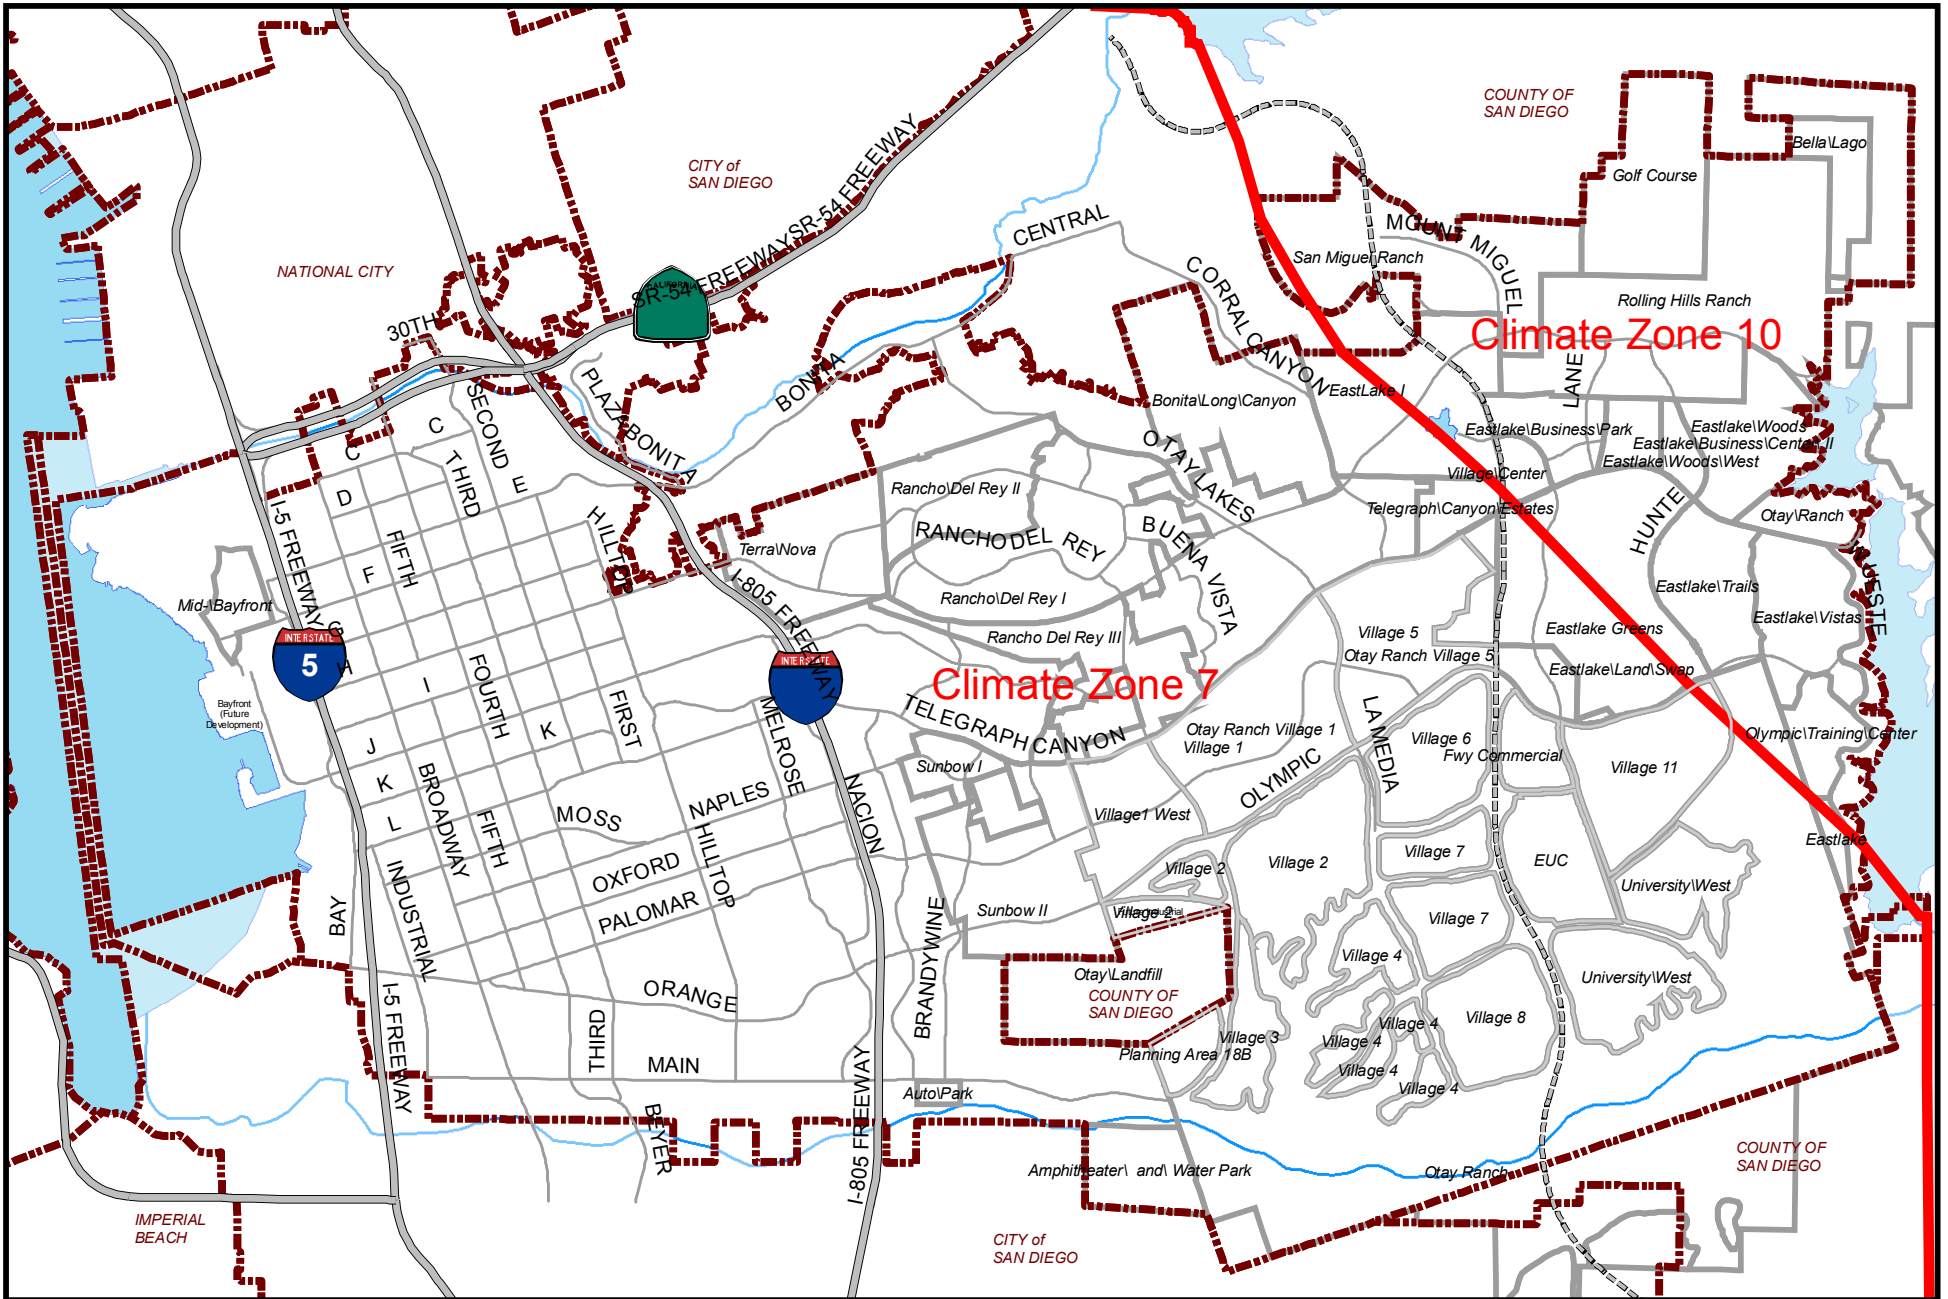 COUNTY OF
SAN DIEGO
Bella\Lago
CITY of
SAN DIEGO
SR-54 FREEWAY
SR-54 FREEWAY
CALIFORNIA
Golf Course
NATIONAL CITY
CENTRAL
MOUNT MIGUEL
San Miguel Ranch
CORRAL CANYON
Rolling Hills Ranch
Climate Zone 10
30TH
LANE
PLAZA BONITA
BONITA
EastLake I
Bonita\Long\Canyon
SECOND
C
C
THIRD
E
D
Eastlake\Business\Park
Eastlake\Woods
Eastlake\Business\Center II
Eastlake\Woods\West
OTAY LAKES
Village\Center
Rancho\Del Rey II
Telegraph\Canyon\Estates
Otay\Ranch
HUNTE
I-5 FREEWAY
FIFTH
HILLTOP
RANCHO DEL REY
BUENA VISTA
Terra\Nova
F
WUESTE
I-805 FREEWAY
Rancho\Del Rey I
Eastlake\Trails
Mid-\Bayfront
Eastlake\Vistas
G
INTERSTATE
5
H
Rancho Del Rey III
Village 5
Eastlake Greens
Otay Ranch Village 5
Eastlake\Land\Swap
INTERSTATE
Climate Zone 7
FOURTH
I
FIRST
MELROSE
Bayfront
(Future
Development)
K
J
TELEGRAPH CANYON
Otay Ranch Village 1
Village 1
LA MEDIA
Village 6
Fwy Commercial
Olympic\Training\Center
Village 11
Sunbow I
OLYMPIC
K
BROADWAY
NACION
NAPLES
MOSS
L
FIFTH
Village1 West
HILLTOP
Eastlake
INDUSTRIAL
OXFORD
Village 2
Village 2
Village 7
EUC
University\West
PALOMAR
BAY
BRANDYWINE
Sunbow II
Village 2
Village 7
Village 4
Otay\Landfill
University\West
COUNTY OF
SAN DIEGO
I-5 FREEWAY
ORANGE
THIRD
Village 3
Village 4
Village 4
Village 8
Planning Area 18B
MAIN
Village 4
Village 4
Auto\Park
I-805 FREEWAY
BEYER
COUNTY OF
SAN DIEGO
Amphitheater\ and\ Water Park
Otay Ranch
IMPERIAL
BEACH
CITY of
SAN DIEGO